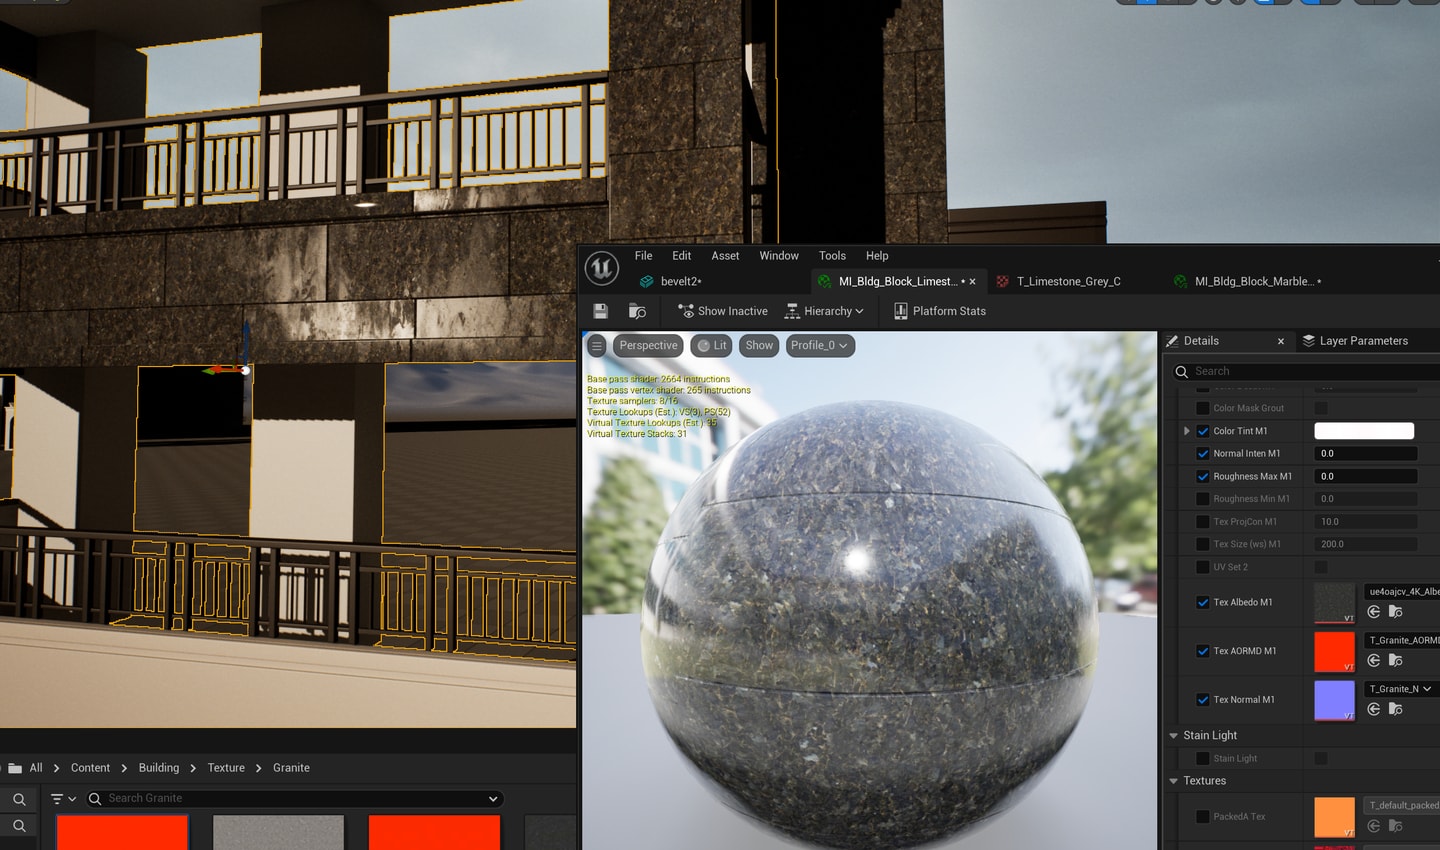 File Edit Asset Window Tools Help
bevelt2* MI_Bldg_Block_Limest... * × T_Limestone_Grey_C MI_Bldg_Block_Marble... *
Show Inactive Hierarchy Platform Stats
Perspective Lit Show Profile_0
Base pass shader: 2664 instructions
Base pass vertex shader: 265 instructions
Texture samplers: 8/16
Texture Lookups (Est.): VS(3), PS(52)
Virtual Texture Lookups (Est.): 35
Virtual Texture Stacks: 31
Details × Layer Parameters
Search
Color Mask Grout
Color Tint M1
Normal Inten M1 0.0
Roughness Max M1 0.0
Roughness Min M1 0.0
Tex ProjCon M1 10.0
Tex Size (ws) M1 200.0
UV Set 2
Tex Albedo M1 VT ue4oajcv_4K_Albe
Tex AORMD M1 VT T_Granite_AORMD
Tex Normal M1 VT T_Granite_N
Stain Light
Stain Light
Textures
PackedA Tex VT T_default_packed
All > Content > Building > Texture > Granite
Search Granite